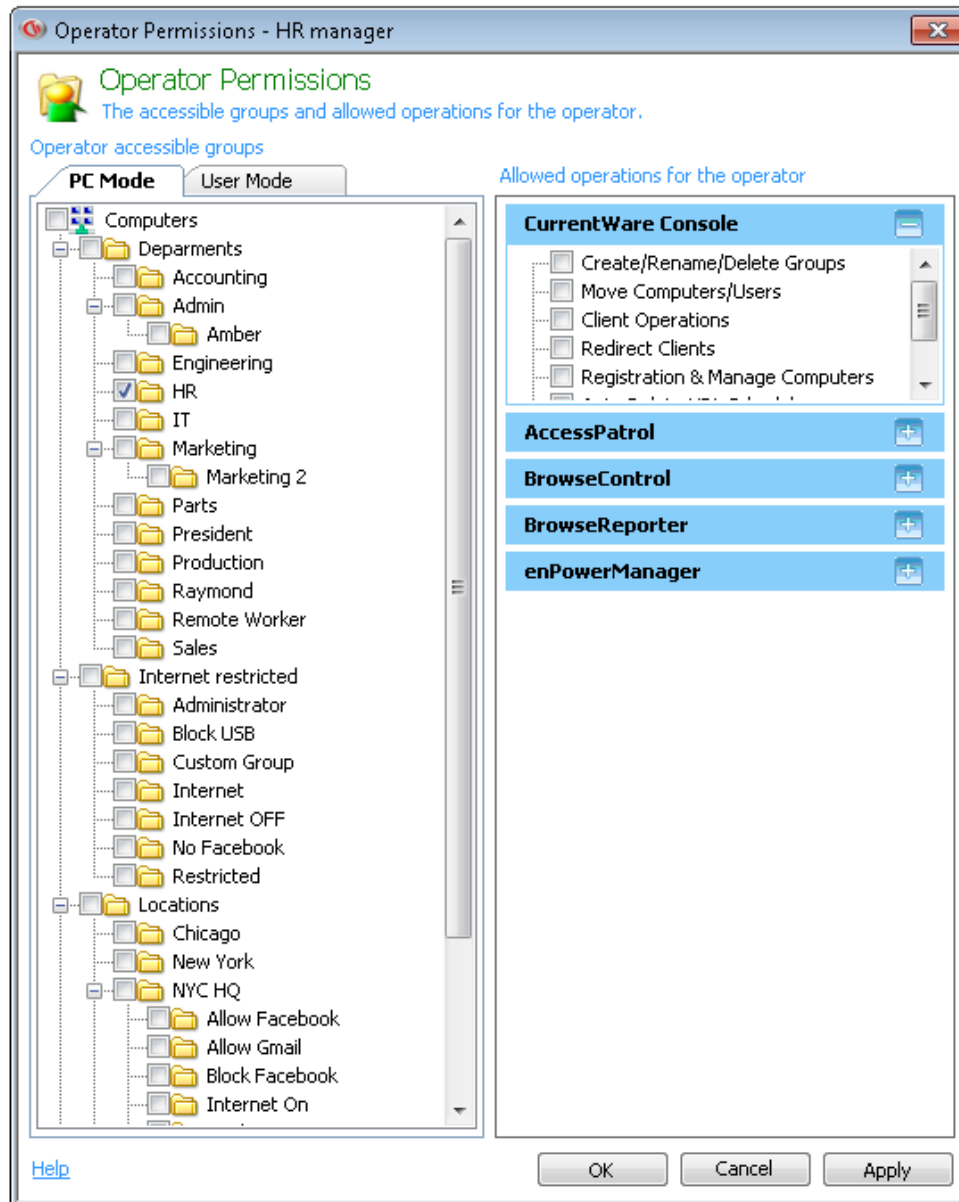 Operator Permissions - HR manager
Operator Permissions
The accessible groups and allowed operations for the operator.
Operator accessible groups
PC Mode
User Mode
Computers
Deparments
Accounting
Admin
Amber
Engineering
HR
IT
Marketing
Marketing 2
Parts
President
Production
Raymond
Remote Worker
Sales
Internet restricted
Administrator
Block USB
Custom Group
Internet
Internet OFF
No Facebook
Restricted
Locations
Chicago
New York
NYC HQ
Allow Facebook
Allow Gmail
Block Facebook
Internet On
Allowed operations for the operator
CurrentWare Console
Create/Rename/Delete Groups
Move Computers/Users
Client Operations
Redirect Clients
Registration & Manage Computers
AccessPatrol
BrowseControl
BrowseReporter
enPowerManager
Help
OK
Cancel
Apply